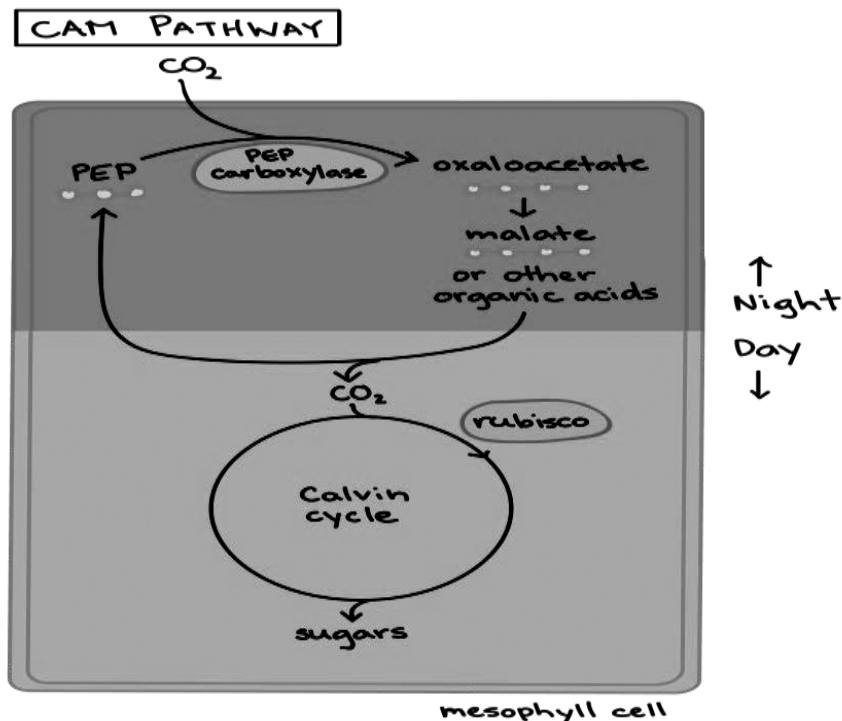 CAM PATHWAY
CO₂
PEP
PEP
carboxylase
oxaloacetate
malate
or other
organic acids
Night
Day
CO₂
rubisco
Calvin
cycle
sugars
mesophyll cell